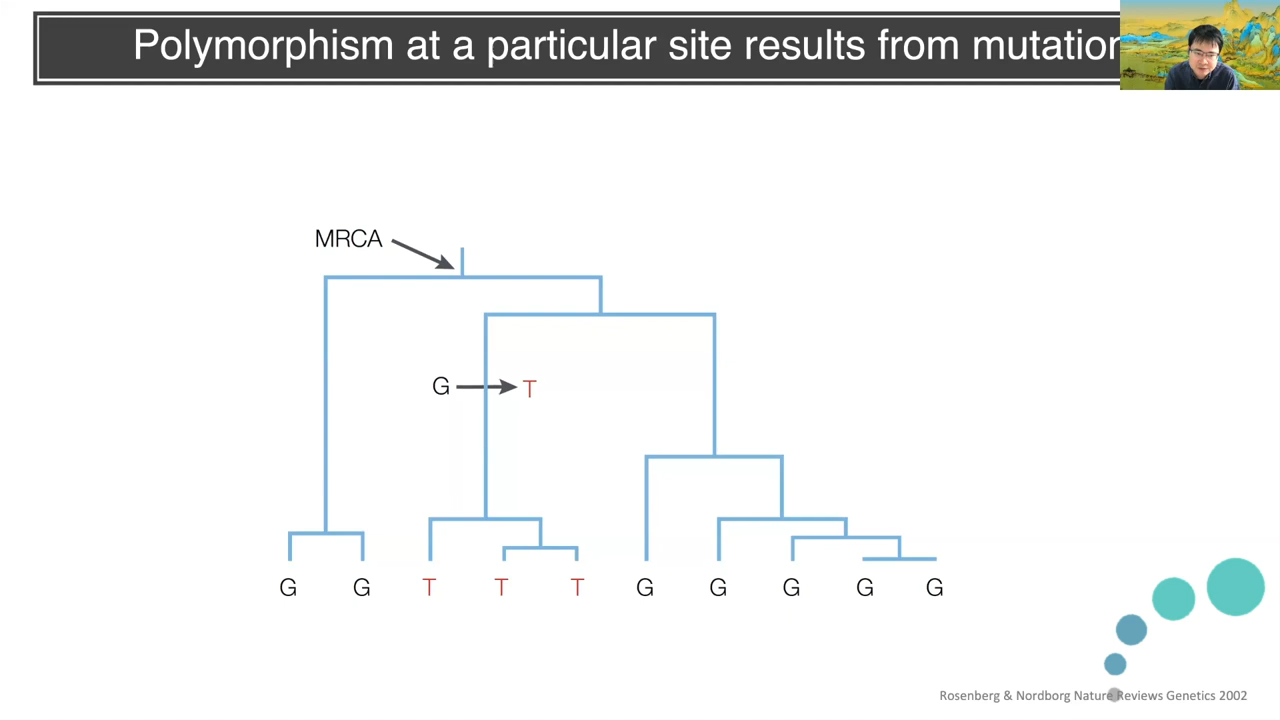 Polymorphism at a particular site results from mutation
MRCA
G
T
G G T T T G G G G G
Rosenberg & Nordborg Nature Reviews Genetics 2002